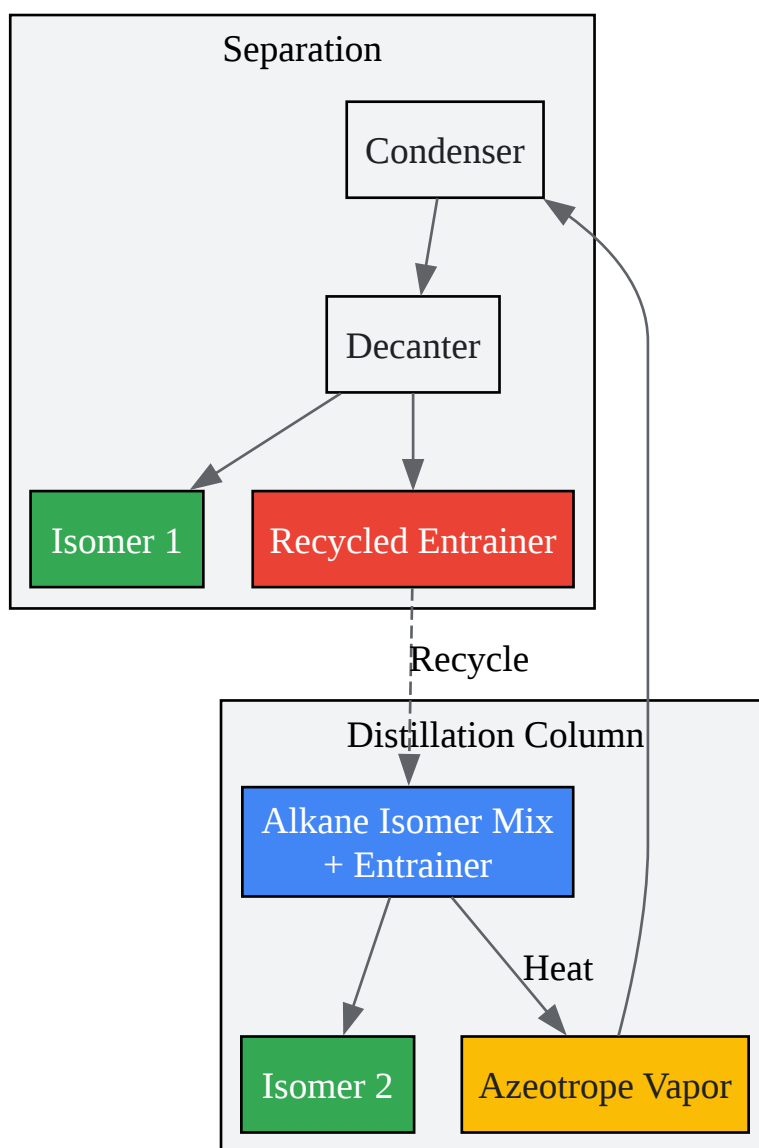 Separation
Condenser
Decanter
Isomer 1
Recycled Entrainer
Recycle
Distillation Column
Alkane Isomer Mix
+ Entrainer
Heat
Isomer 2
Azeotrope Vapor